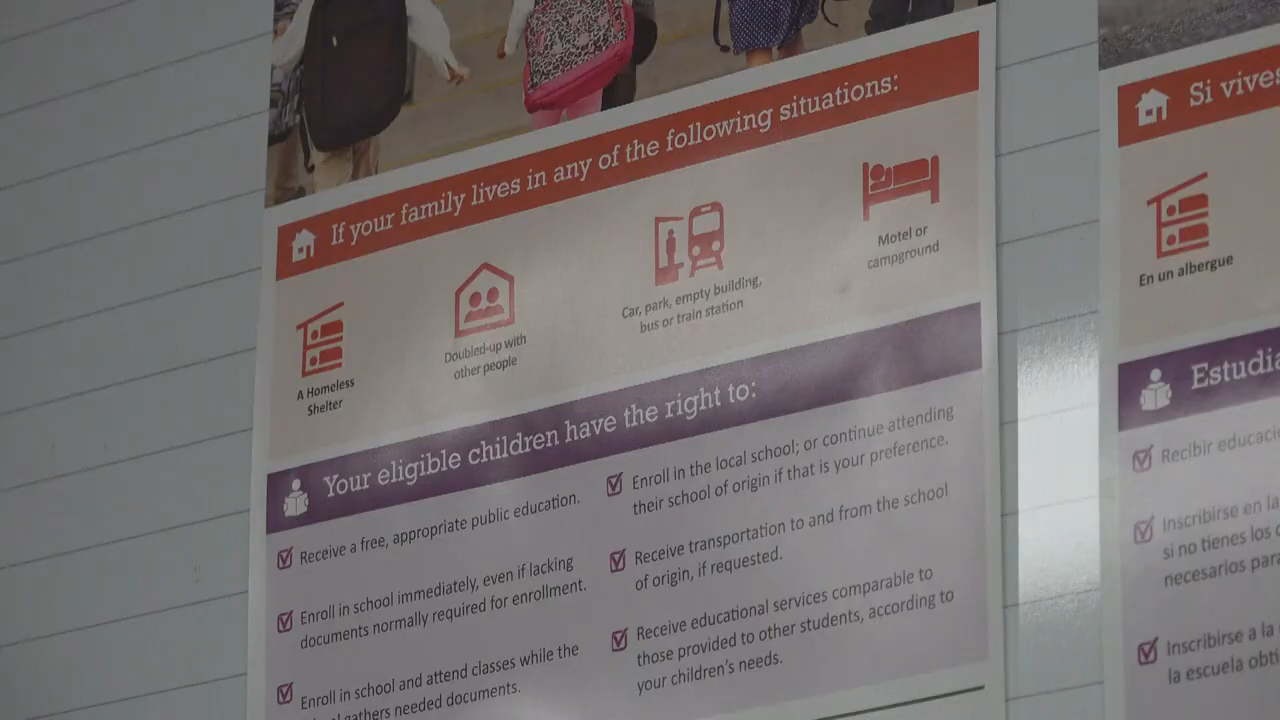 If your family lives in any of the following situations:
A Homeless
Shelter
Doubled-up with
other people
Car, park, empty building,
bus or train station
Motel or
campground
Your eligible children have the right to:
Receive a free, appropriate public education.
Enroll in school immediately, even if lacking
documents normally required for enrollment.
Enroll in school and attend classes while the
gathers needed documents.
Enroll in the local school; or continue attending
their school of origin if that is your preference.
Receive transportation to and from the school
of origin, if requested.
Receive educational services comparable to
those provided to other students, according to
your children's needs.
Si vives
En un albergue
Recibir
Inscribirse en la
si no tienes los
necesarios
Inscribirse a la
la escuela